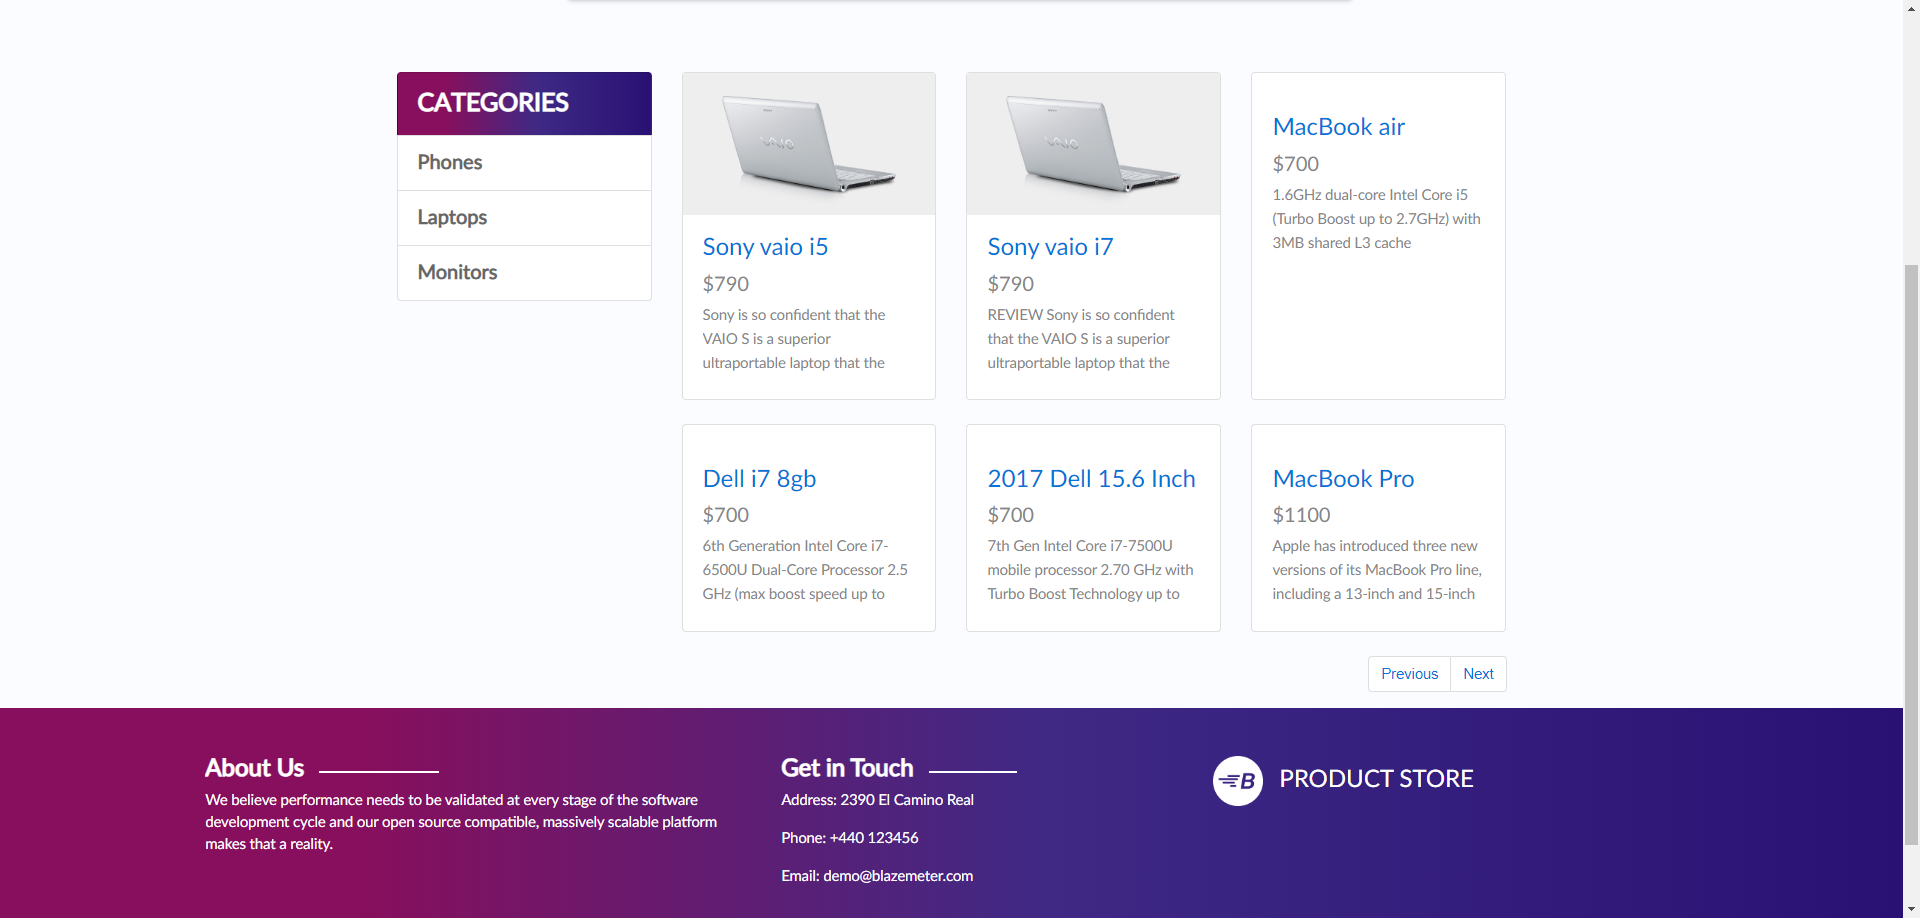 CATEGORIES
Phones
Laptops
Monitors
VAIO
Sony vaio i5
$790
Sony is so confident that the
VAIO S is a superior
ultraportable laptop that the
VAIO
Sony vaio i7
$790
REVIEW Sony is so confident
that the VAIO S is a superior
ultraportable laptop that the
MacBook air
$700
1.6GHz dual-core Intel Core i5
(Turbo Boost up to 2.7GHz) with
3MB shared L3 cache
Dell i7 8gb
$700
6th Generation Intel Core i7-
6500U Dual-Core Processor 2.5
GHz (max boost speed up to
2017 Dell 15.6 Inch
$700
7th Gen Intel Core i7-7500U
mobile processor 2.70 GHz with
Turbo Boost Technology up to
MacBook Pro
$1100
Apple has introduced three new
versions of its MacBook Pro line,
including a 13-inch and 15-inch
Previous
Next
About Us
We believe performance needs to be validated at every stage of the software
development cycle and our open source compatible, massively scalable platform
makes that a reality.
Get in Touch
Address: 2390 El Camino Real
Phone: +440 123456
Email: demo@blazemeter.com
B
PRODUCT STORE